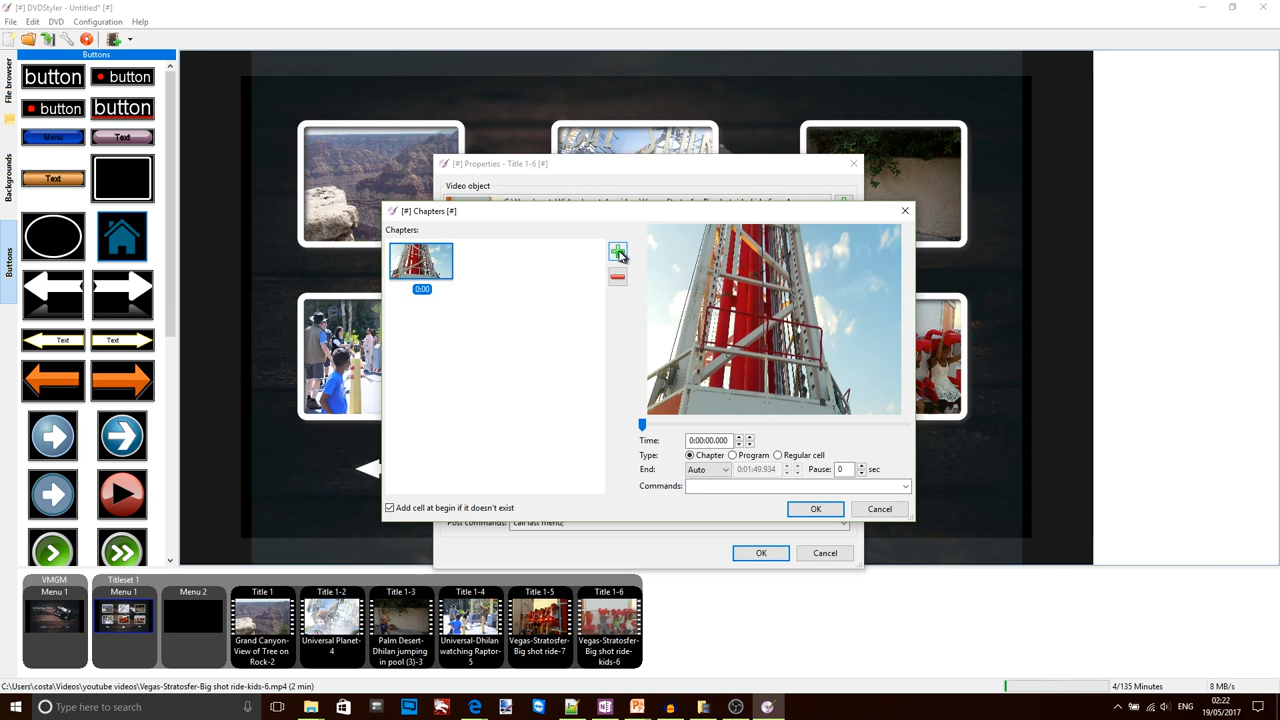 [#] DVDStyler - Untitled* [#]
File Edit DVD Configuration Help
Buttons
File browser
Backgrounds
Buttons
button
button
button
button
Menu
Text
Text
Text
Text
[#] Properties - Title 1-6 [#]
Video object
[#] Chapters [#]
Chapters:
0:00
Time: 0:00:00.000
Type: Chapter Program Regular cell
End: Auto 0:01:49.934 Pause: 0 sec
Commands:
Add cell at begin if it doesn't exist
OK Cancel
Post commands: call last menu;
OK Cancel
VMGM
Menu 1
Titleset 1
Menu 1
Menu 2
Title 1
Grand Canyon-
View of Tree on
Rock-2
Title 1-2
Universal Planet-
4
Title 1-3
Palm Desert-
Dhilan jumping
in pool (3)-3
Title 1-4
Universal-Dhilan
watching Raptor-
5
Title 1-5
Vegas-Stratosfer-
Big shot ride-7
Title 1-6
Vegas-Stratosfer-
Big shot ride-
kids-6
C:\Users\costa\Videos\youtube videos\Vegas-Stratosfer-Big shot ride-kids-6.mp4 (2 min)
4/135 Minutes
8 MB/s
Type here to search
ENG
02:22
19/05/2017